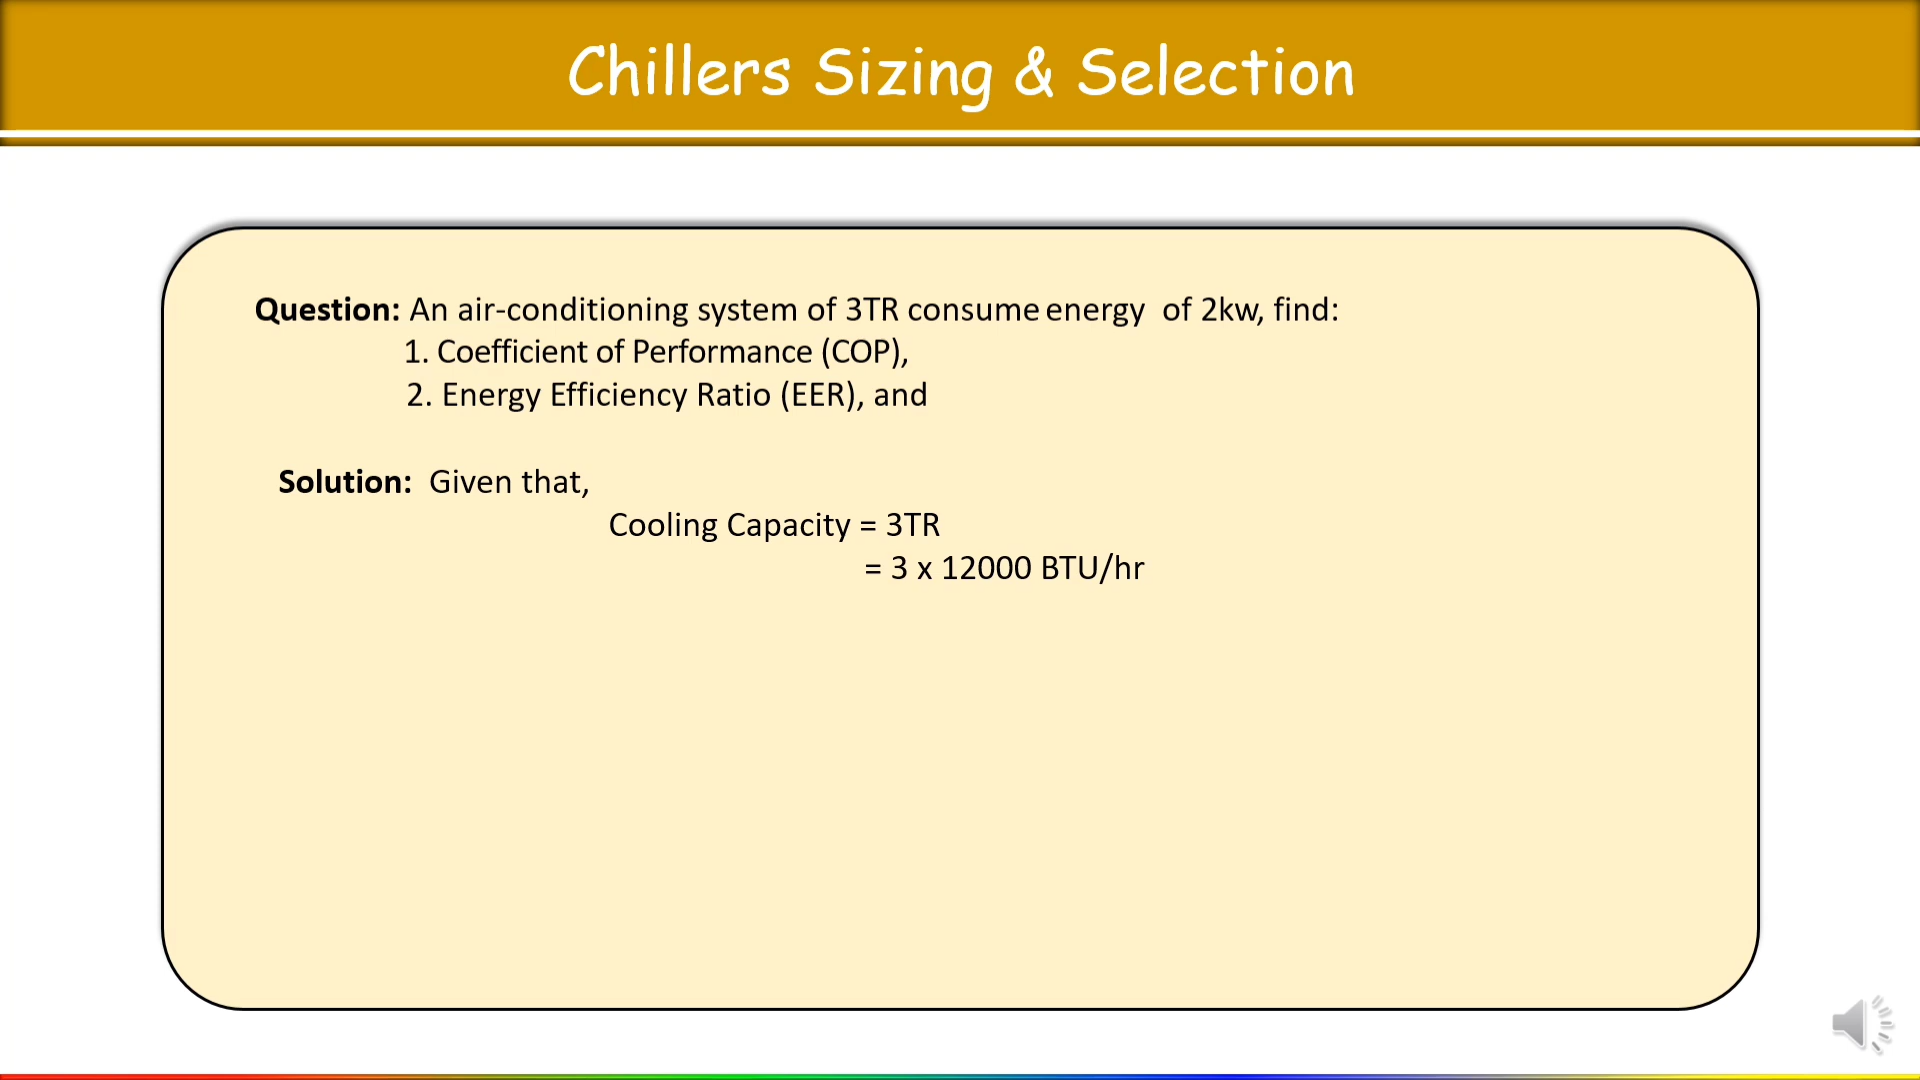 Chillers Sizing & Selection
Question: An air-conditioning system of 3TR consume energy of 2kw, find:
1. Coefficient of Performance (COP),
2. Energy Efficiency Ratio (EER), and
Solution: Given that,
Cooling Capacity = 3TR
= 3 x 12000 BTU/hr